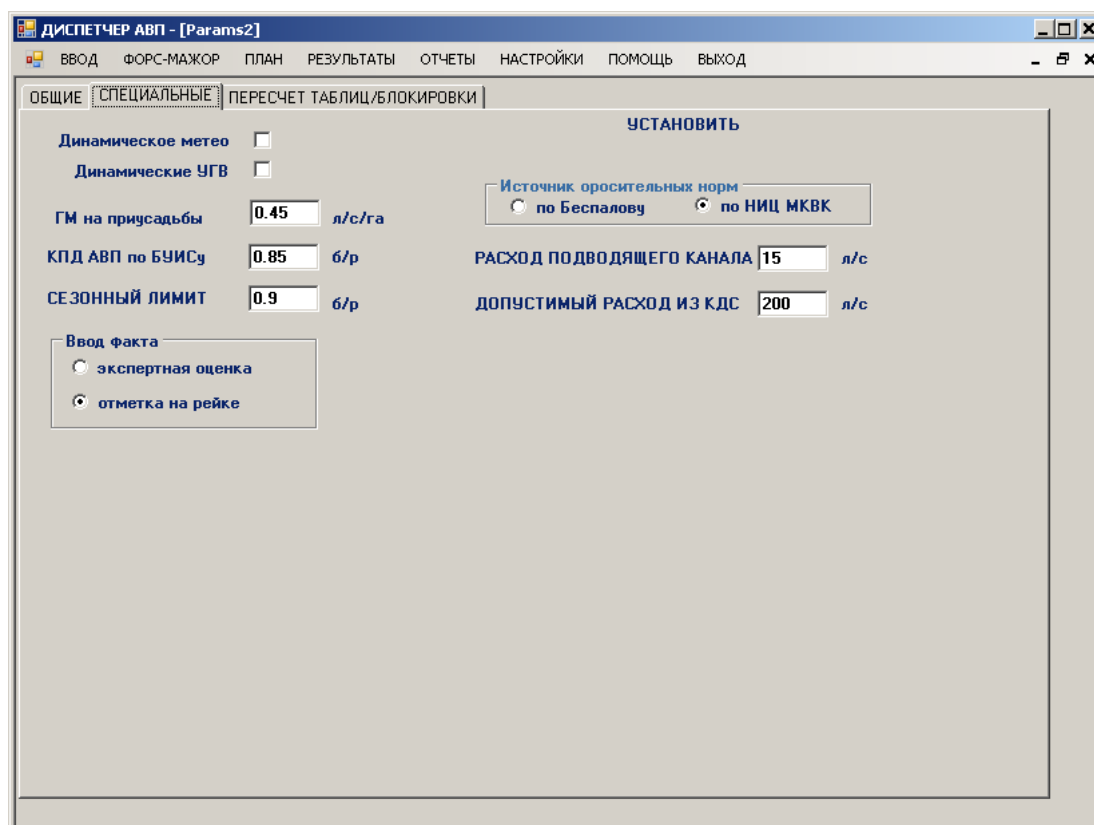 ДИСПЕТЧЕР АВП - [Params2]
ВВОД ФОРС-МАЖОР ПЛАН РЕЗУЛЬТАТЫ ОТЧЕТЫ НАСТРОЙКИ ПОМОЩЬ ВЫХОД
ОБЩИЕ СПЕЦИАЛЬНЫЕ ПЕРЕСЧЕТ ТАБЛИЦ/БЛОКИРОВКИ
УСТАНОВИТЬ
Динамическое метео
Динамические УГВ
Источник оросительных норм
по Беспалову по НИЦ МКВК
ГМ на приусадьбы 0.45 л/с/га
КПД АВП по БУИСу 0.85 б/р
РАСХОД ПОДВОДЯЩЕГО КАНАЛА 15 л/с
СЕЗОННЫЙ ЛИМИТ 0.9 б/р
ДОПУСТИМЫЙ РАСХОД ИЗ КДС 200 л/с
Ввод факта
экспертная оценка
отметка на рейке